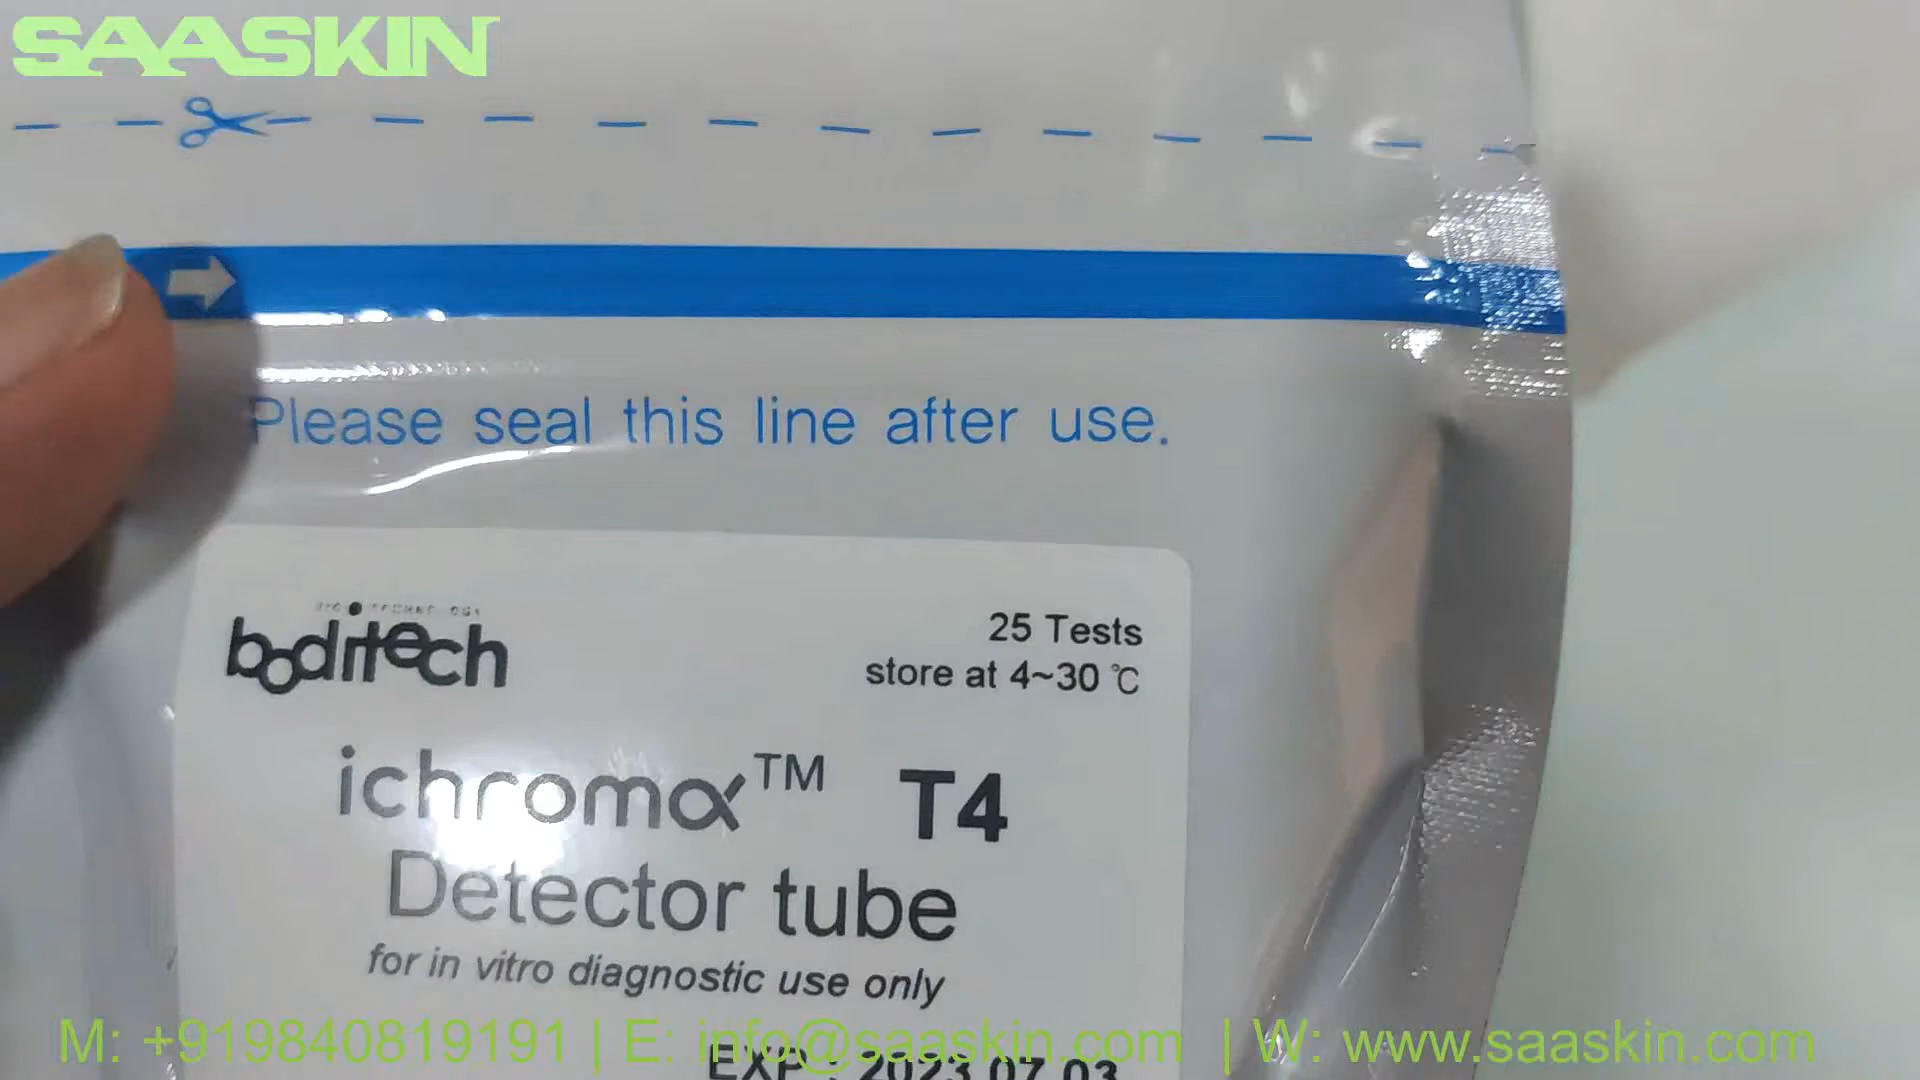 SAASKIN
Please seal this line after use.
boditech
25 Tests
store at 4~30 ℃
ichromα™ T4
Detector tube
for in vitro diagnostic use only
EXP : 2023.07.03
M: +919840819191 | E: info@saaskin.com | W: www.saaskin.com